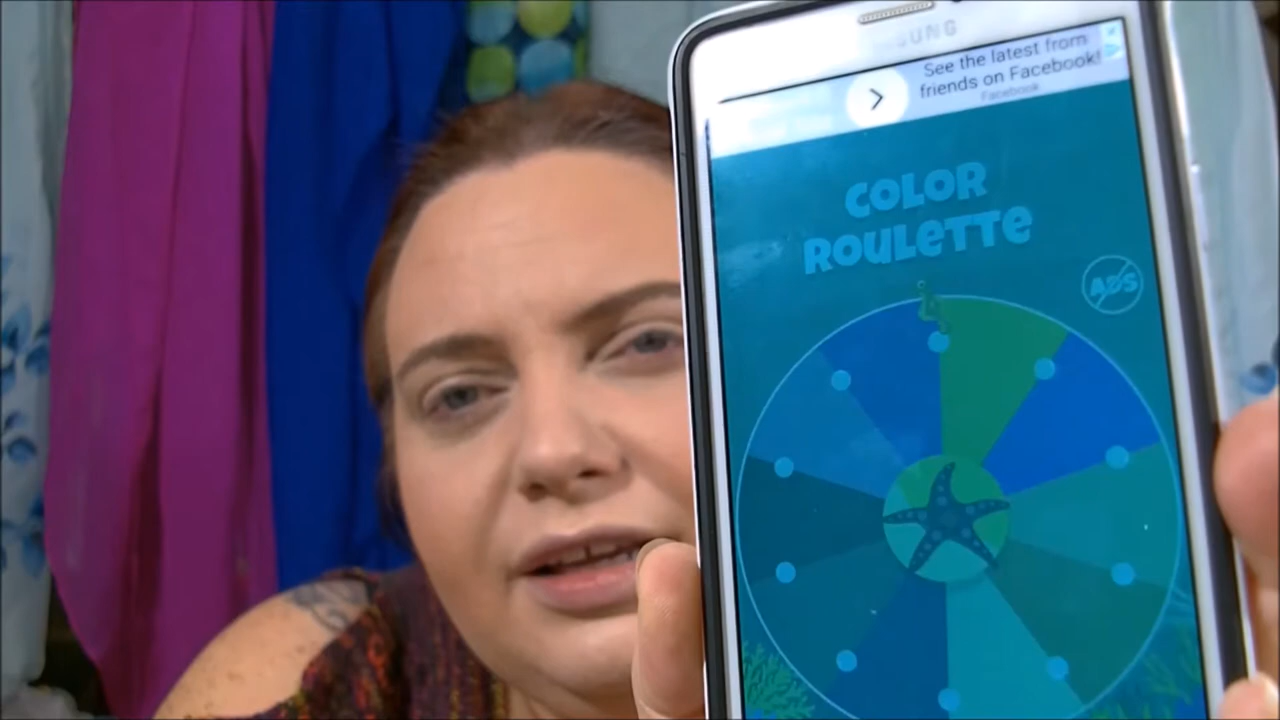 SUNG
See the latest from
friends on Facebook!
Facebook
COLOR
ROULETTE
ADS